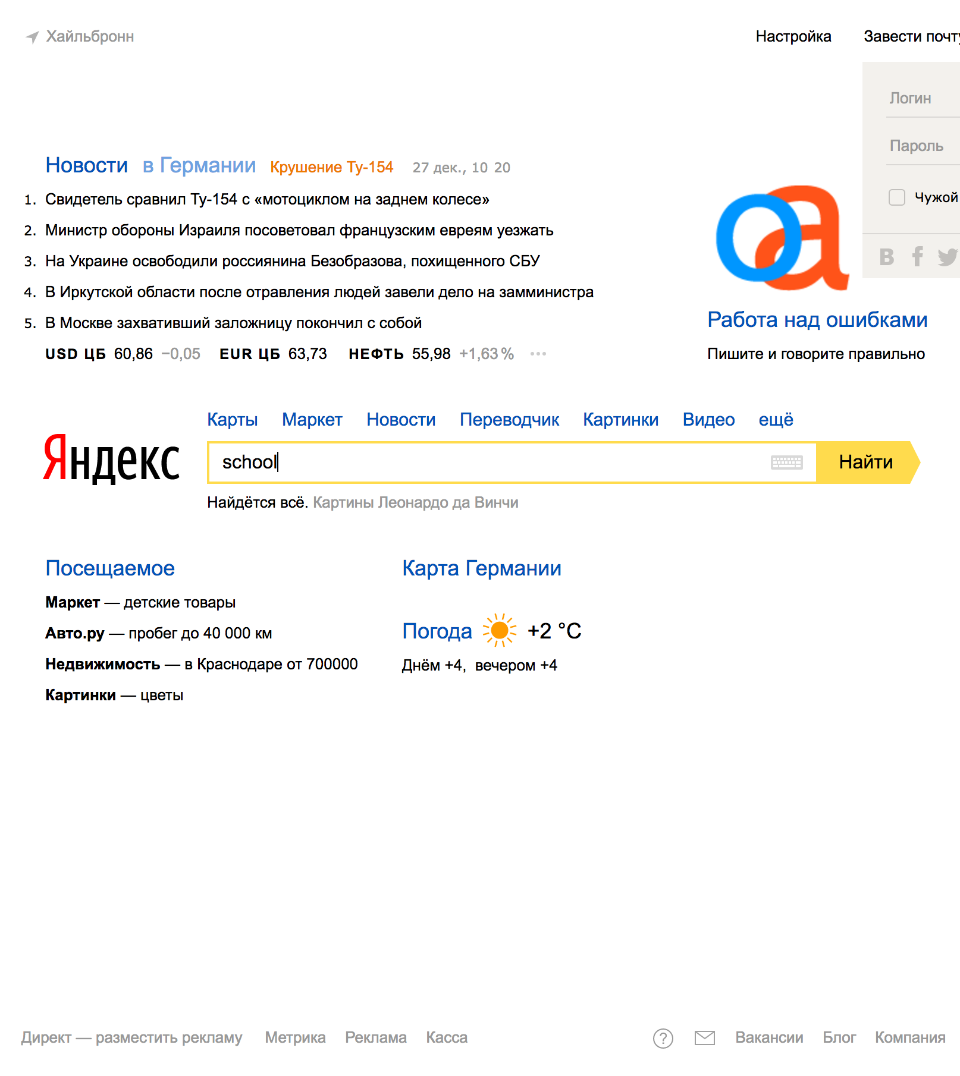 Хайльбронн
Настройка
Завести почту
Логин
Пароль
Чужой
Новости в Германии Крушение Ту-154 27 дек., 10 20
1. Свидетель сравнил Ту-154 с «мотоциклом на заднем колесе»
2. Министр обороны Израиля посоветовал французским евреям уезжать
3. На Украине освободили россиянина Безобразова, похищенного СБУ
4. В Иркутской области после отравления людей завели дело на замминистра
5. В Москве захвативший заложницу покончил с собой
USD ЦБ 60,86 −0,05 EUR ЦБ 63,73 НЕФТЬ 55,98 +1,63 % ···
оа
Работа над ошибками
Пишите и говорите правильно
Карты Маркет Новости Переводчик Картинки Видео ещё
Яндекс school Найти
Найдётся всё. Картины Леонардо да Винчи
Посещаемое
Маркет — детские товары
Авто.ру — пробег до 40 000 км
Недвижимость — в Краснодаре от 700000
Картинки — цветы
Карта Германии
Погода +2 °C
Днём +4, вечером +4
Директ — разместить рекламу Метрика Реклама Касса ? Вакансии Блог Компания